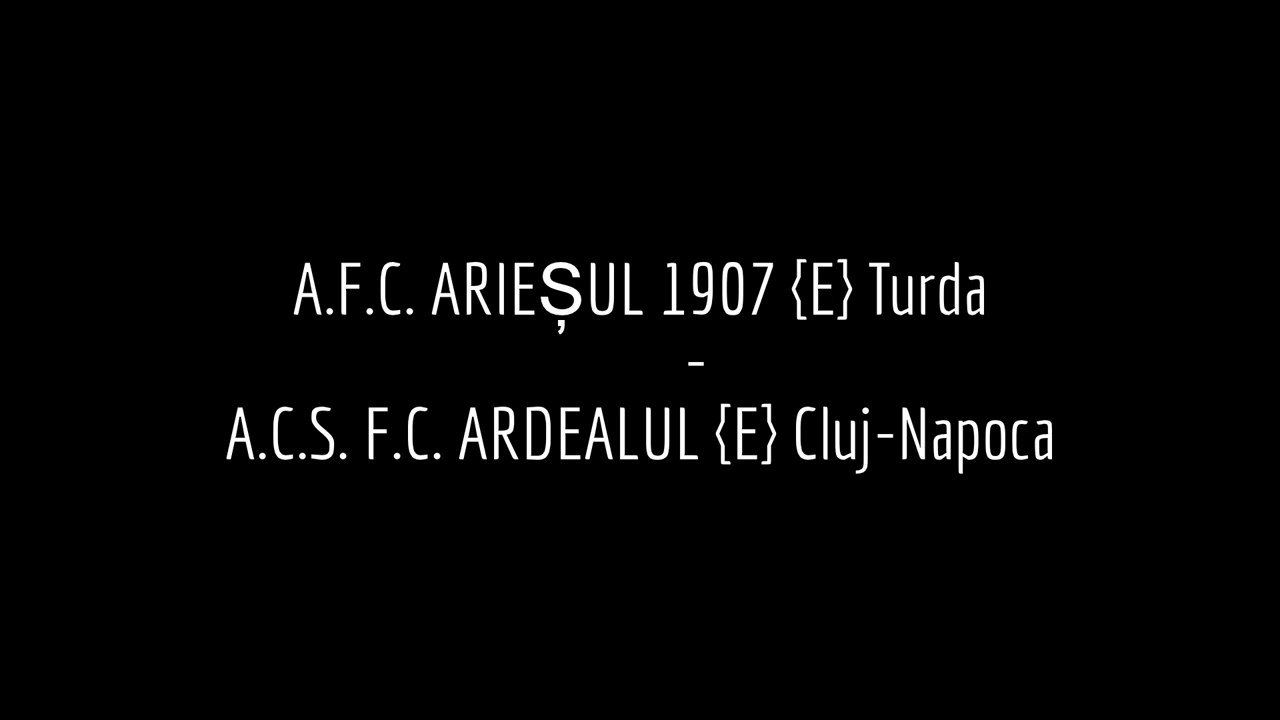 A.F.C. ARIEȘUL 1907 {E} Turda
-
A.C.S. F.C. ARDEALUL {E} Cluj-Napoca